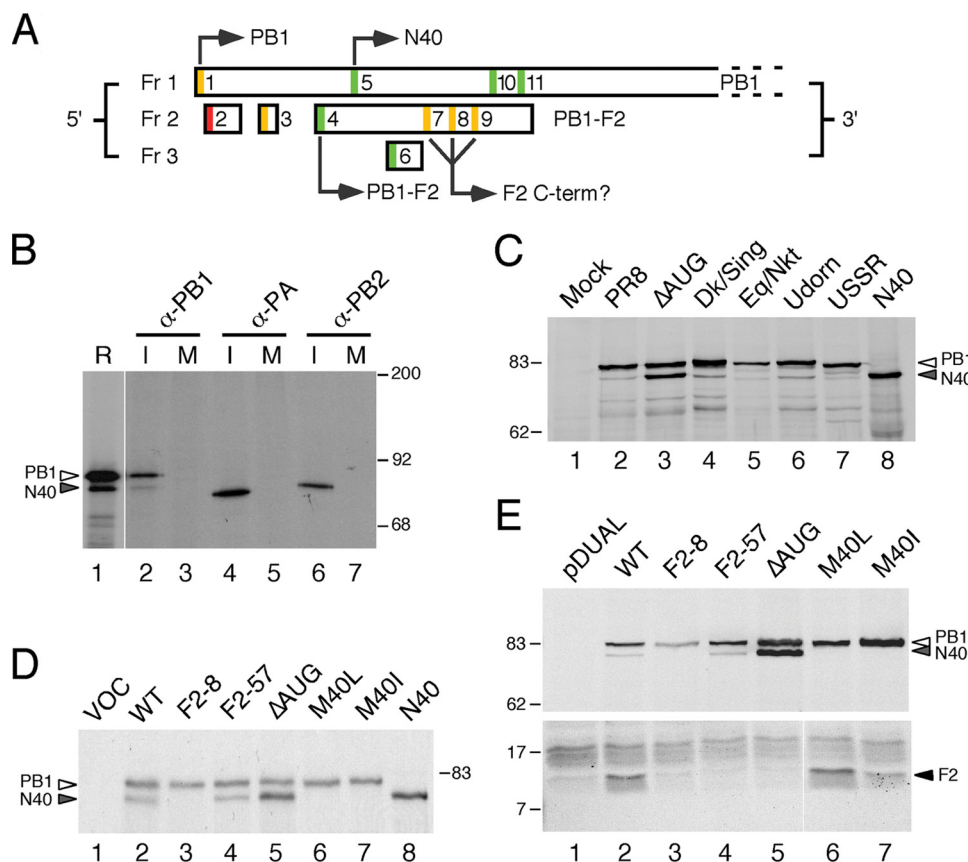 A
PB1
N40
Fr 1
1
5
10
11
PB1
5'
Fr 2
2
3
4
7
8
9
PB1-F2
3'
Fr 3
6
PB1-F2
F2 C-term?
B
α-PB1
α-PA
α-PB2
R
I
M
I
M
I
M
200
PB1
N40
92
68
1 2 3 4 5 6 7
C
Mock
PR8
ΔAUG
Dk/Sing
Eq/Nkt
Udorn
USSR
N40
83
PB1
N40
62
1 2 3 4 5 6 7 8
D
VOC
WT
F2-8
F2-57
ΔAUG
M40L
M40I
N40
PB1
N40
83
1 2 3 4 5 6 7 8
E
pDUAL
WT
F2-8
F2-57
ΔAUG
M40L
M40I
83
PB1
N40
62
17
F2
7
1 2 3 4 5 6 7